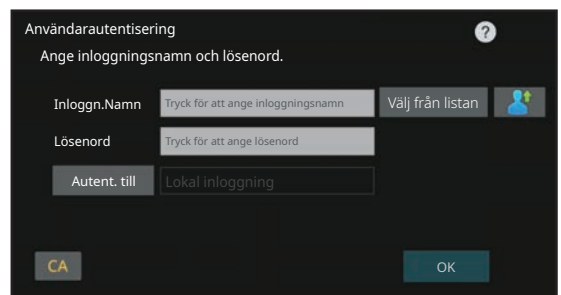 Användarautentisering
?
Ange inloggningsnamn och lösenord.
Inloggn.Namn Tryck för att ange inloggningsnamn Välj från listan
Lösenord Tryck för att ange lösenord
Autent. till Lokal inloggning
CA OK